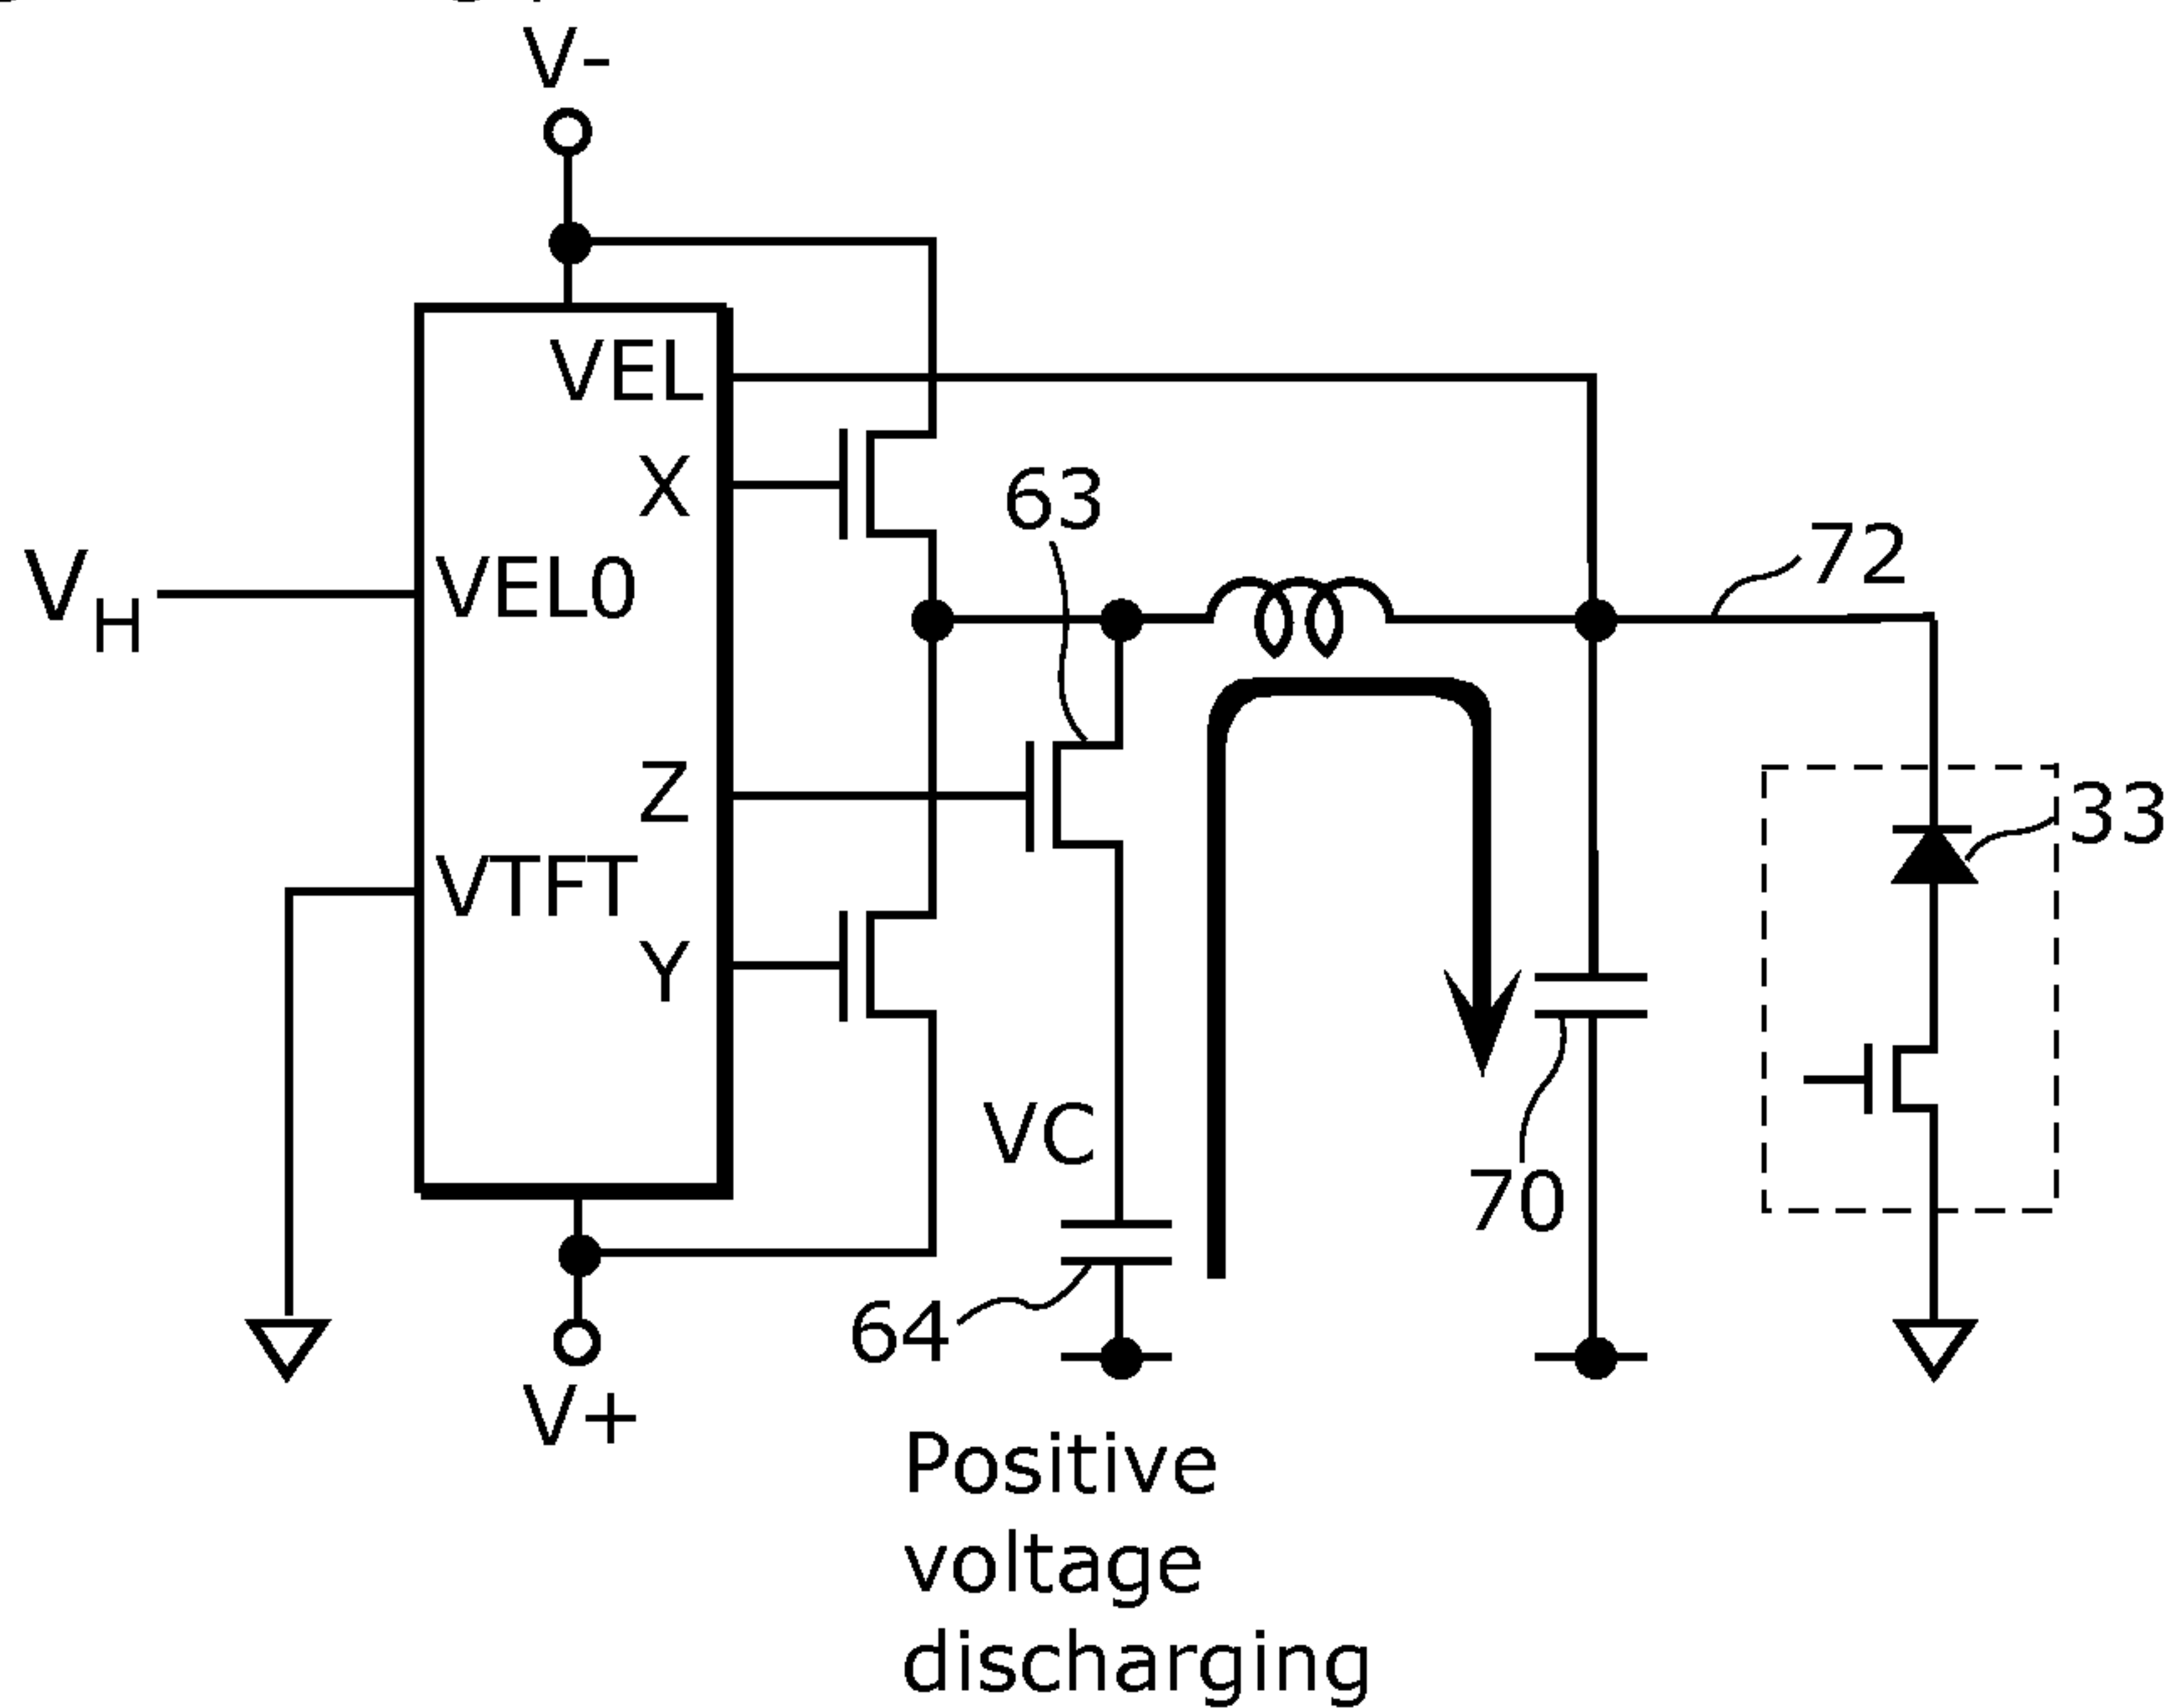 V-
VEL
X
63
VEL0
72
VH
Z
33
VTFT
Y
VC
70
64
V+
Positive
voltage
discharging